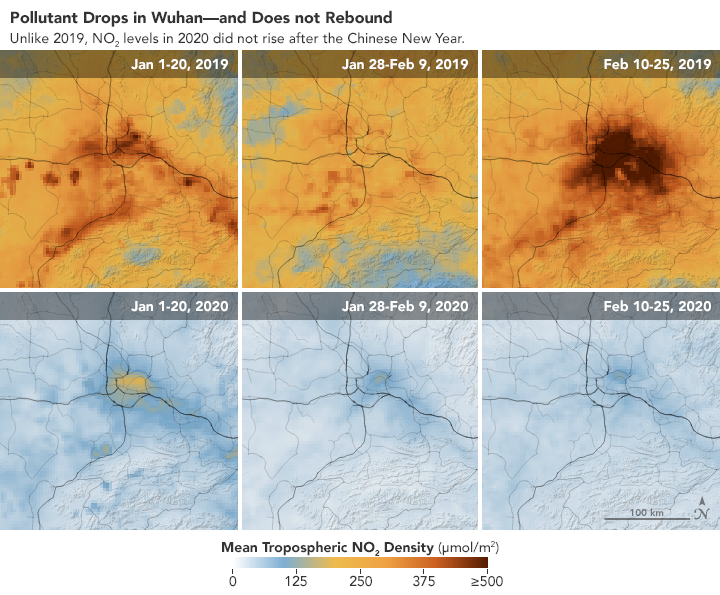 Pollutant Drops in Wuhan—and Does not Rebound
Unlike 2019, NO₂ levels in 2020 did not rise after the Chinese New Year.
Jan 1-20, 2019
Jan 28-Feb 9, 2019
Feb 10-25, 2019
Jan 1-20, 2020
Jan 28-Feb 9, 2020
Feb 10-25, 2020
100 km
N
Mean Tropospheric NO₂ Density (μmol/m²)
0 125 250 375 ≥500